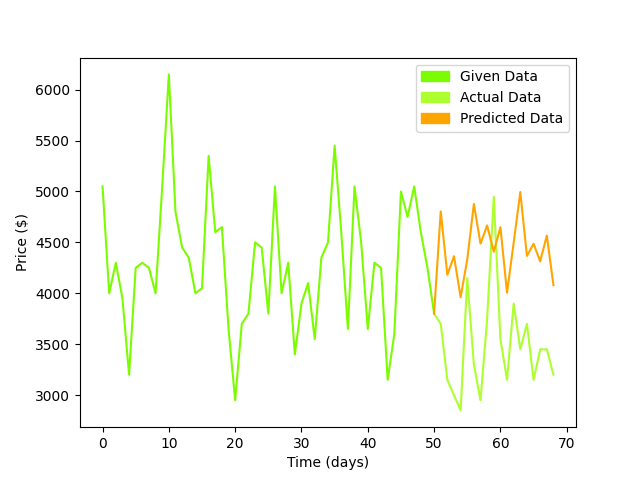 Given Data
Actual Data
Predicted Data
Price ($)
6000
5500
5000
4500
4000
3500
3000
0 10 20 30 40 50 60 70
Time (days)